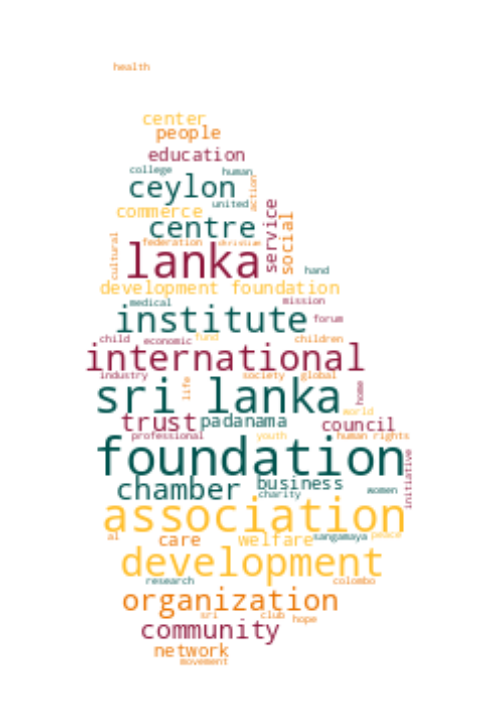 health
center
people
education
college
human
ceylon
action
united
commerce
service
social
centre
cultural
federation
christian
lanka
hand
development foundation
medical
mission
institute
forum
child
economic
fund
children
international
industry
society
global
life
home
sri lanka
world
trust
padanama
council
professional
youth
human rights
foundation
initiative
chamber
business
women
charity
association
al
care
welfare
sangamaya
peace
development
research
colombo
organization
sri
club
hope
community
network
movement